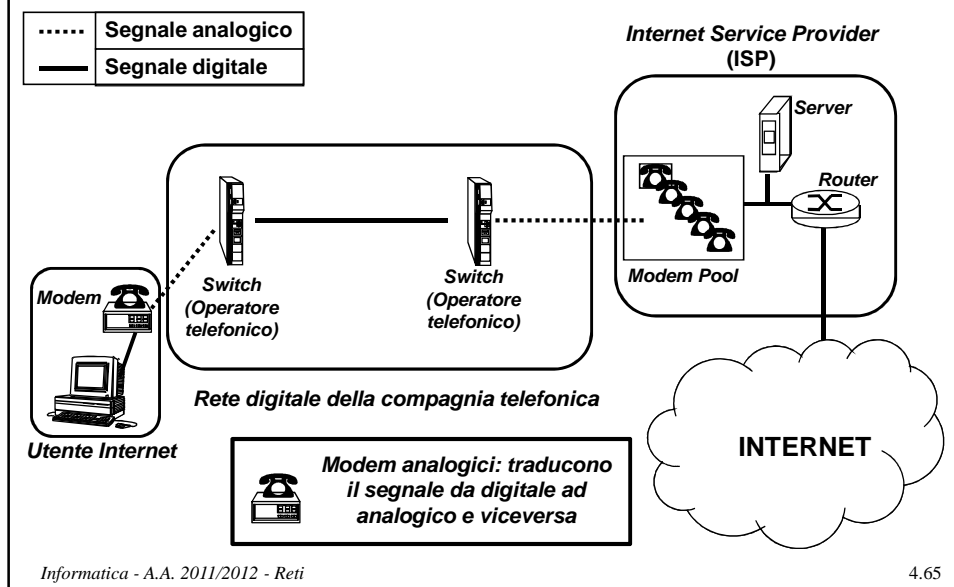 Segnale analogico
Segnale digitale
Internet Service Provider
(ISP)
Server
Router
Modem Pool
Switch
(Operatore
telefonico)
Switch
(Operatore
telefonico)
Modem
Utente Internet
Rete digitale della compagnia telefonica
INTERNET
Modem analogici: traducono
il segnale da digitale ad
analogico e viceversa
Informatica - A.A. 2011/2012 - Reti
4.65